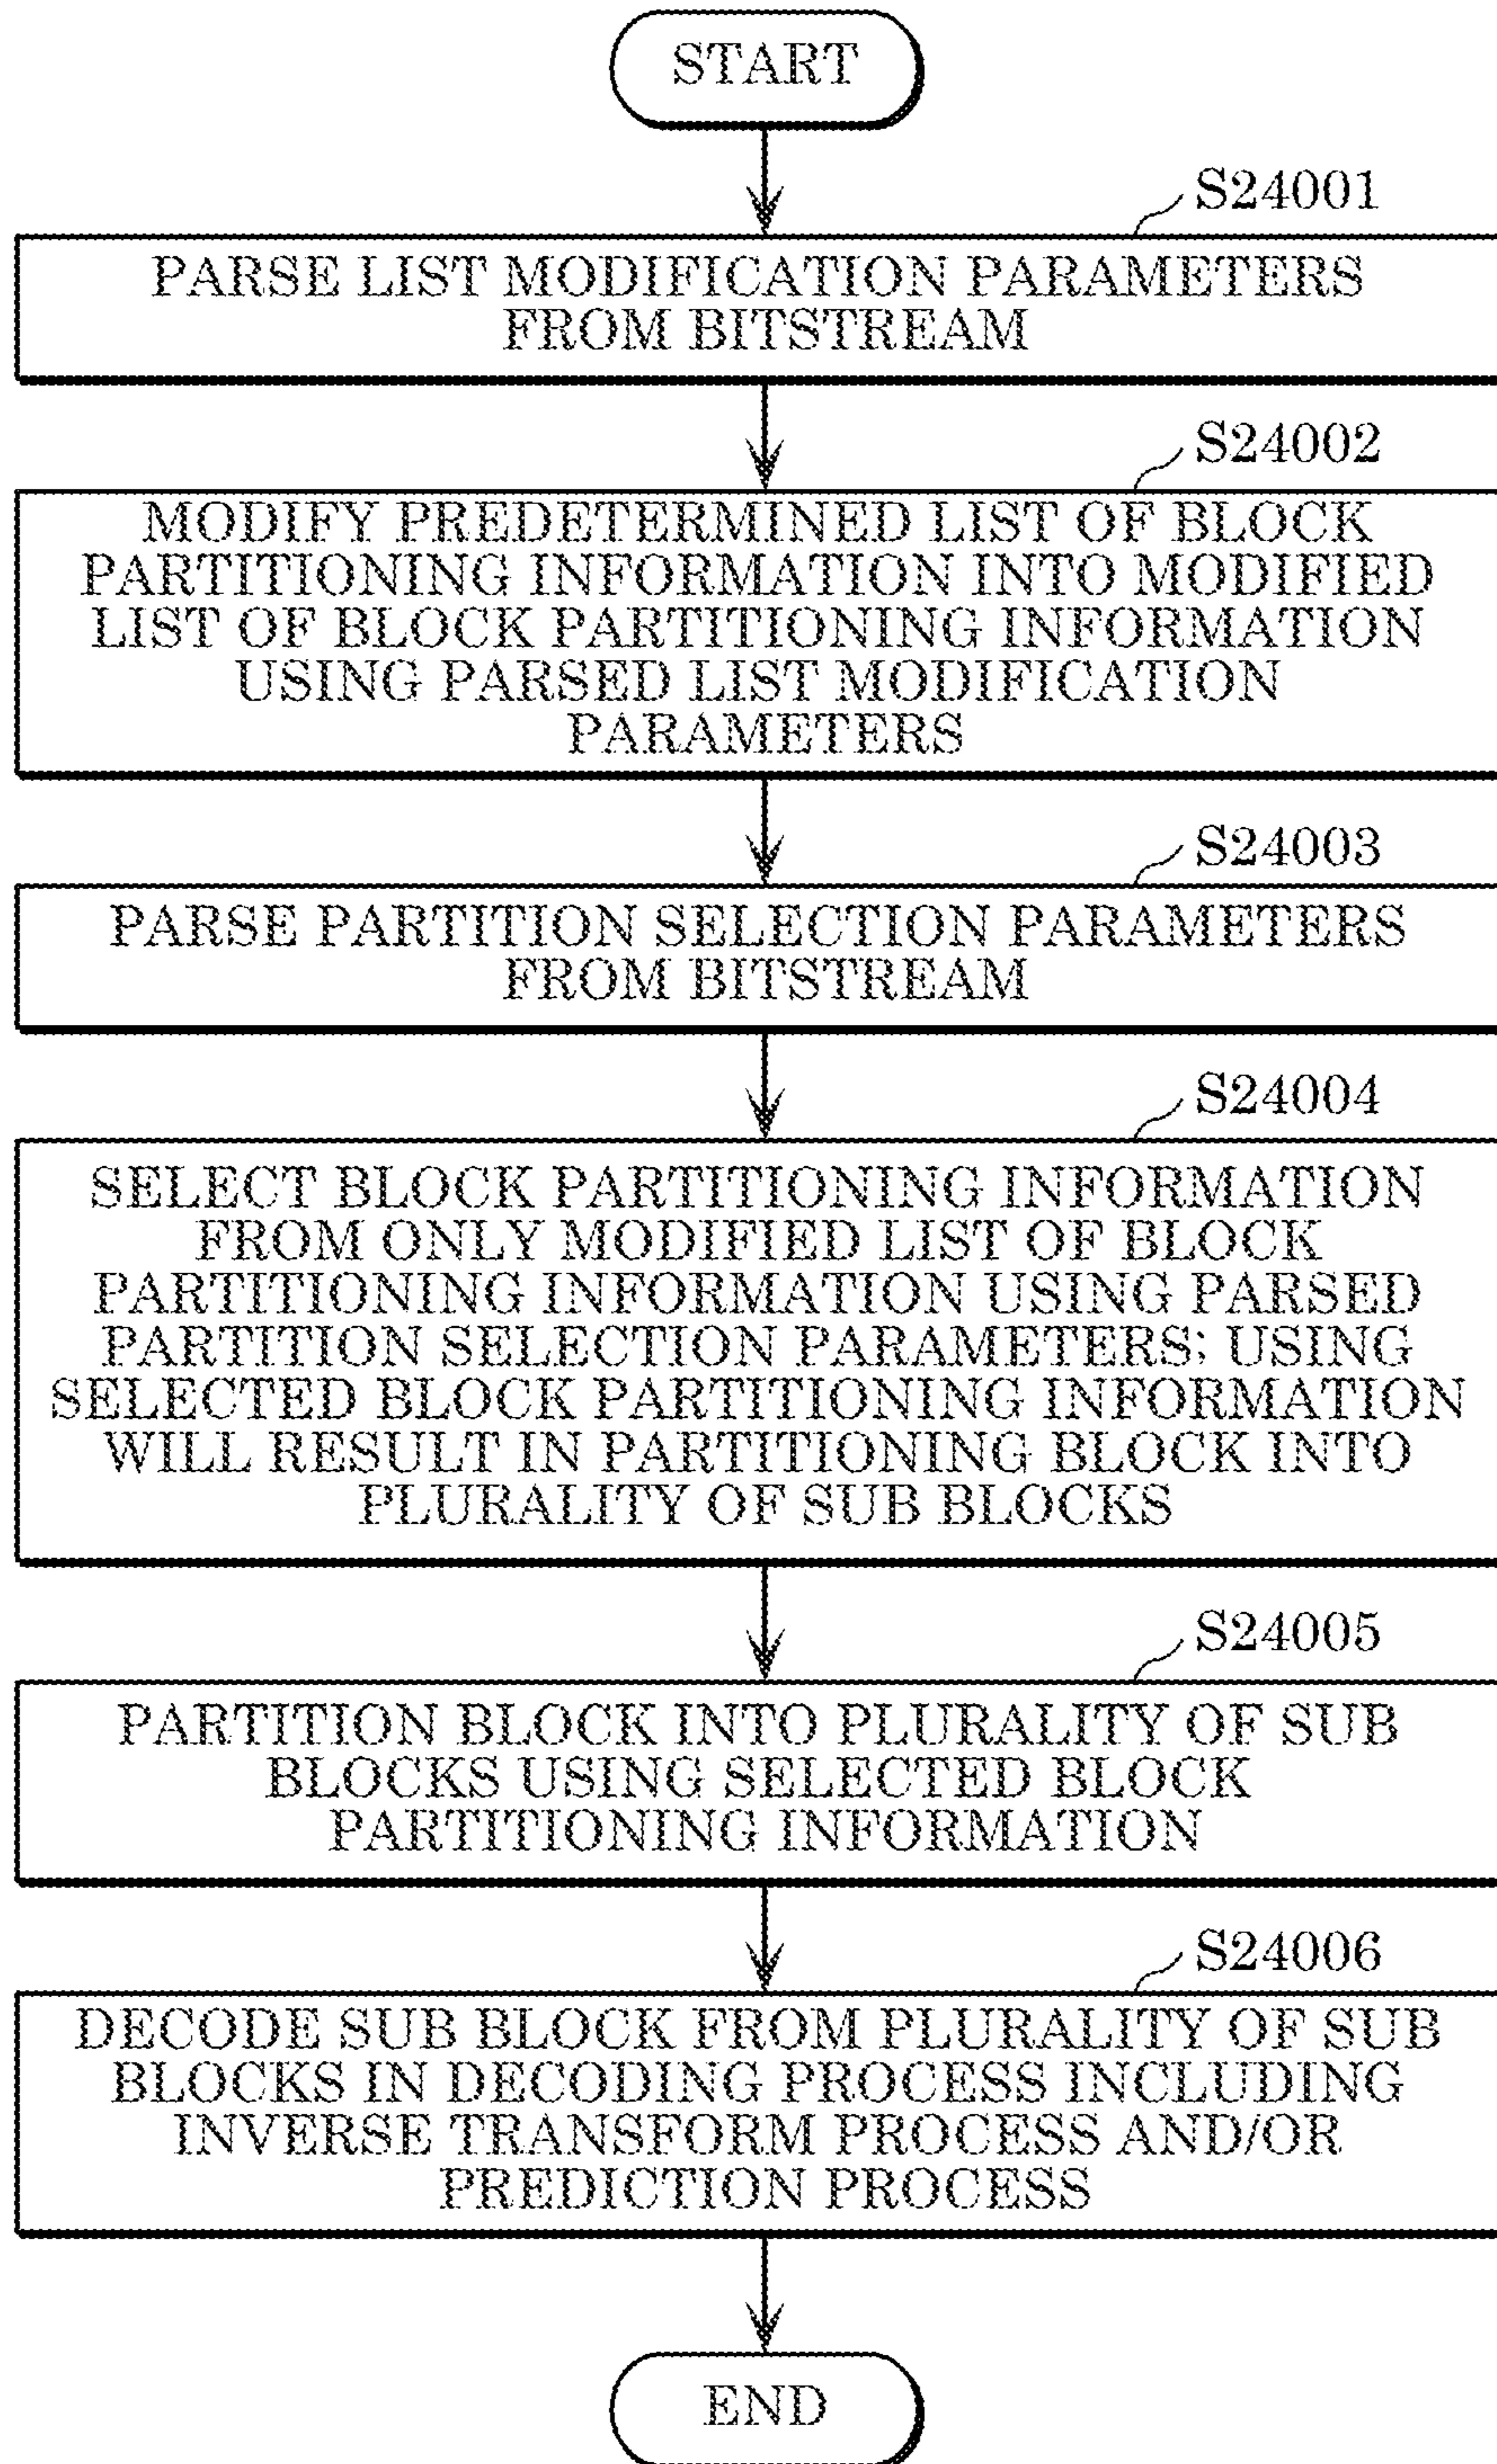 START
S24001
PARSE LIST MODIFICATION PARAMETERS
FROM BITSTREAM
S24002
MODIFY PREDETERMINED LIST OF BLOCK
PARTITIONING INFORMATION INTO MODIFIED
LIST OF BLOCK PARTITIONING INFORMATION
USING PARSED LIST MODIFICATION
PARAMETERS
S24003
PARSE PARTITION SELECTION PARAMETERS
FROM BITSTREAM
S24004
SELECT BLOCK PARTITIONING INFORMATION
FROM ONLY MODIFIED LIST OF BLOCK
PARTITIONING INFORMATION USING PARSED
PARTITION SELECTION PARAMETERS; USING
SELECTED BLOCK PARTITIONING INFORMATION
WILL RESULT IN PARTITIONING BLOCK INTO
PLURALITY OF SUB BLOCKS
S24005
PARTITION BLOCK INTO PLURALITY OF SUB
BLOCKS USING SELECTED BLOCK
PARTITIONING INFORMATION
S24006
DECODE SUB BLOCK FROM PLURALITY OF SUB
BLOCKS IN DECODING PROCESS INCLUDING
INVERSE TRANSFORM PROCESS AND/OR
PREDICTION PROCESS
END